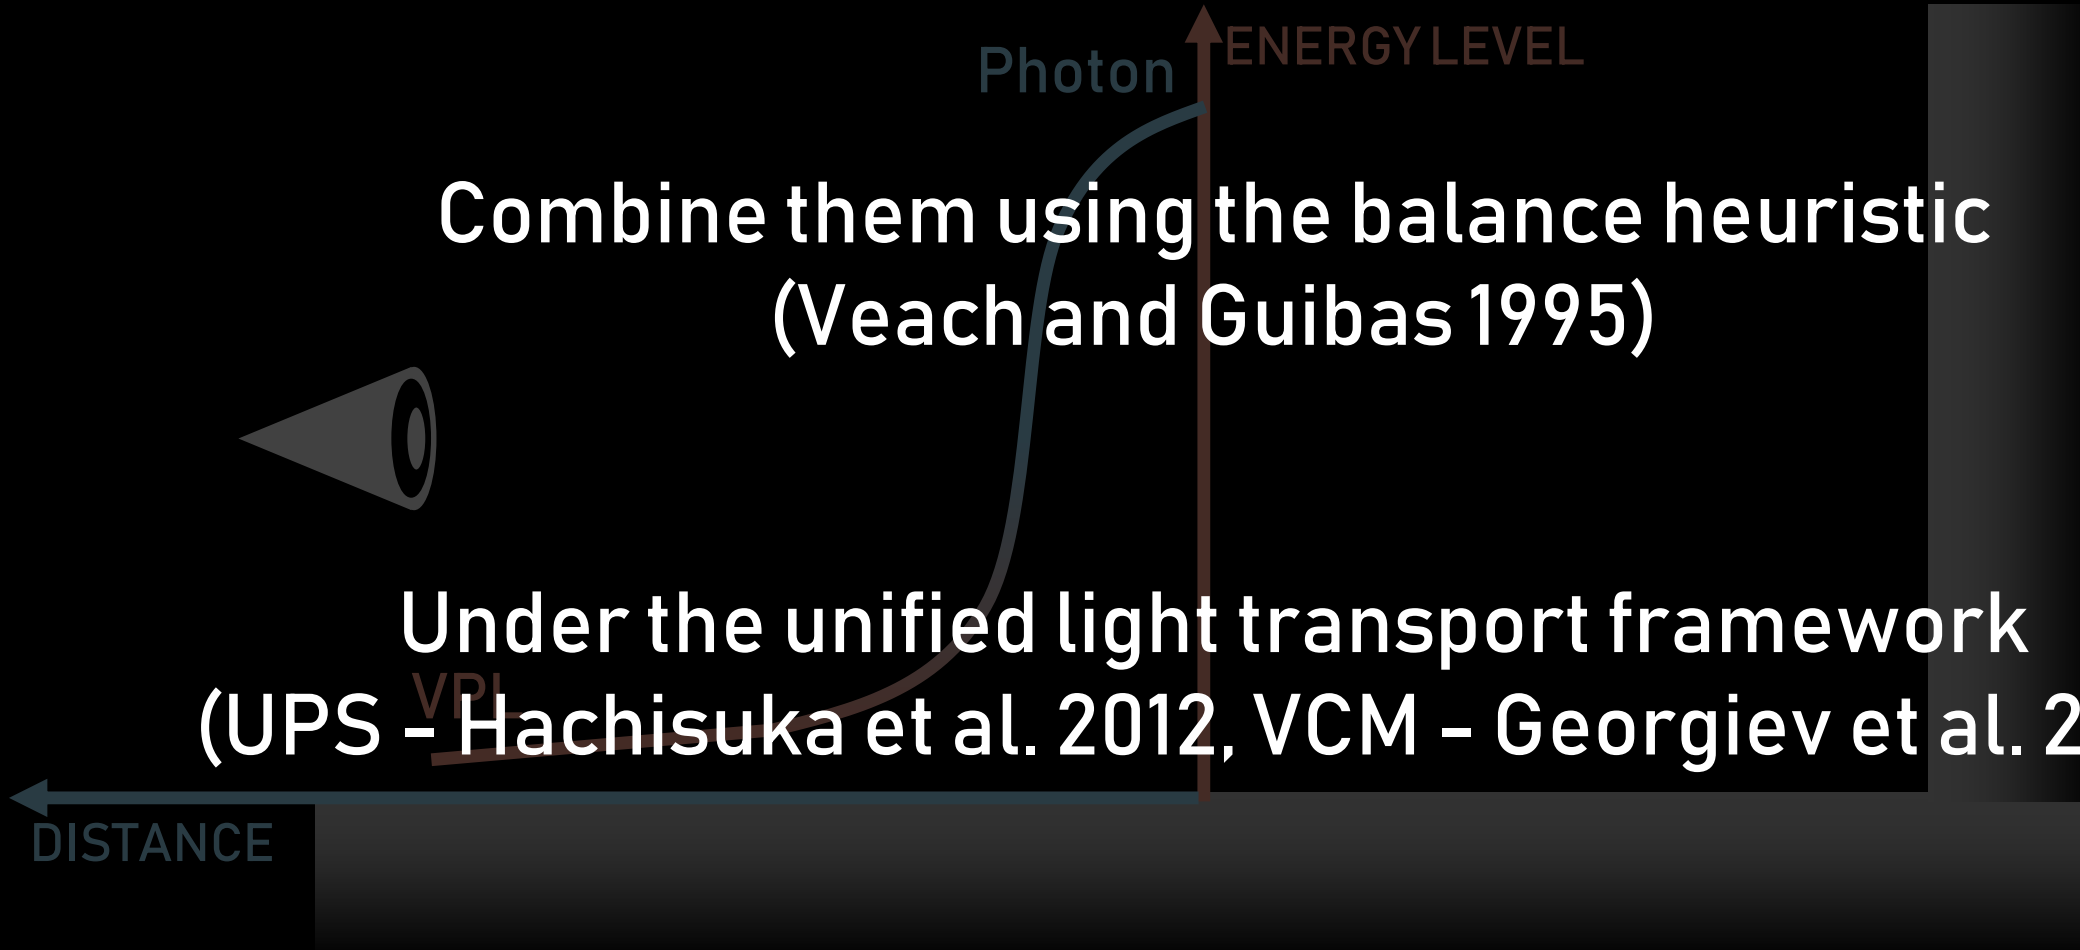 ENERGY LEVEL
Photon
Combine them using the balance heuristic
(Veach and Guibas 1995)
Under the unified light transport framework
VPL
(UPS - Hachisuka et al. 2012, VCM - Georgiev et al. 2
DISTANCE